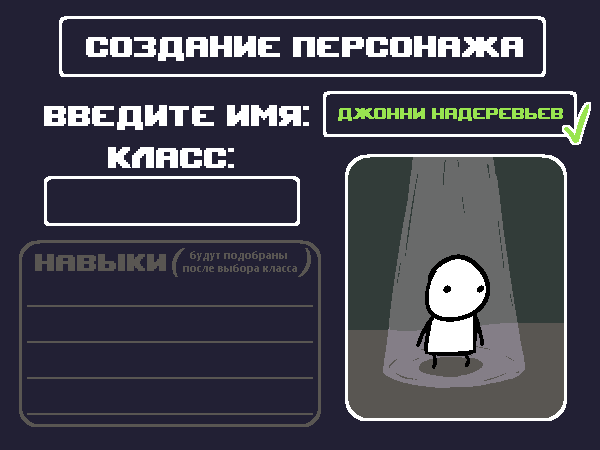 СОЗДАНИЕ ПЕРСОНАЖА
ВВЕДИТЕ ИМЯ: ДЖОННИ НАДЕРЕВЬЕВ
КЛАСС:
НАВЫКИ (будут подобраны
после выбора класса)